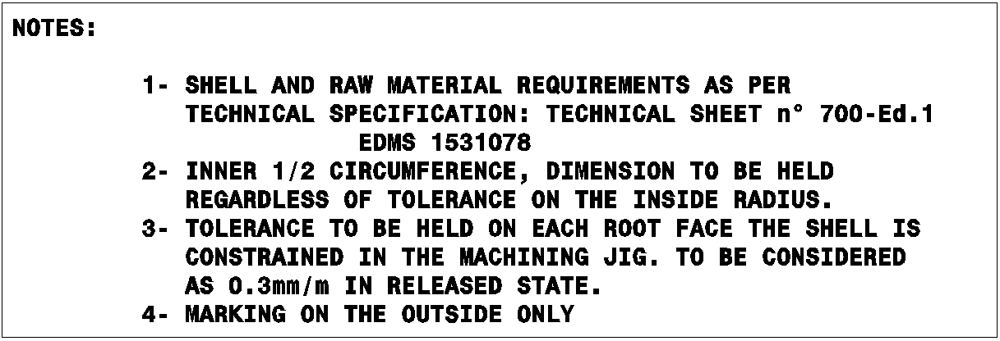 NOTES:
1- SHELL AND RAW MATERIAL REQUIREMENTS AS PER
TECHNICAL SPECIFICATION: TECHNICAL SHEET n° 700-Ed.1
EDMS 1531078
2- INNER 1/2 CIRCUMFERENCE, DIMENSION TO BE HELD
REGARDLESS OF TOLERANCE ON THE INSIDE RADIUS.
3- TOLERANCE TO BE HELD ON EACH ROOT FACE THE SHELL IS
CONSTRAINED IN THE MACHINING JIG. TO BE CONSIDERED
AS 0.3mm/m IN RELEASED STATE.
4- MARKING ON THE OUTSIDE ONLY